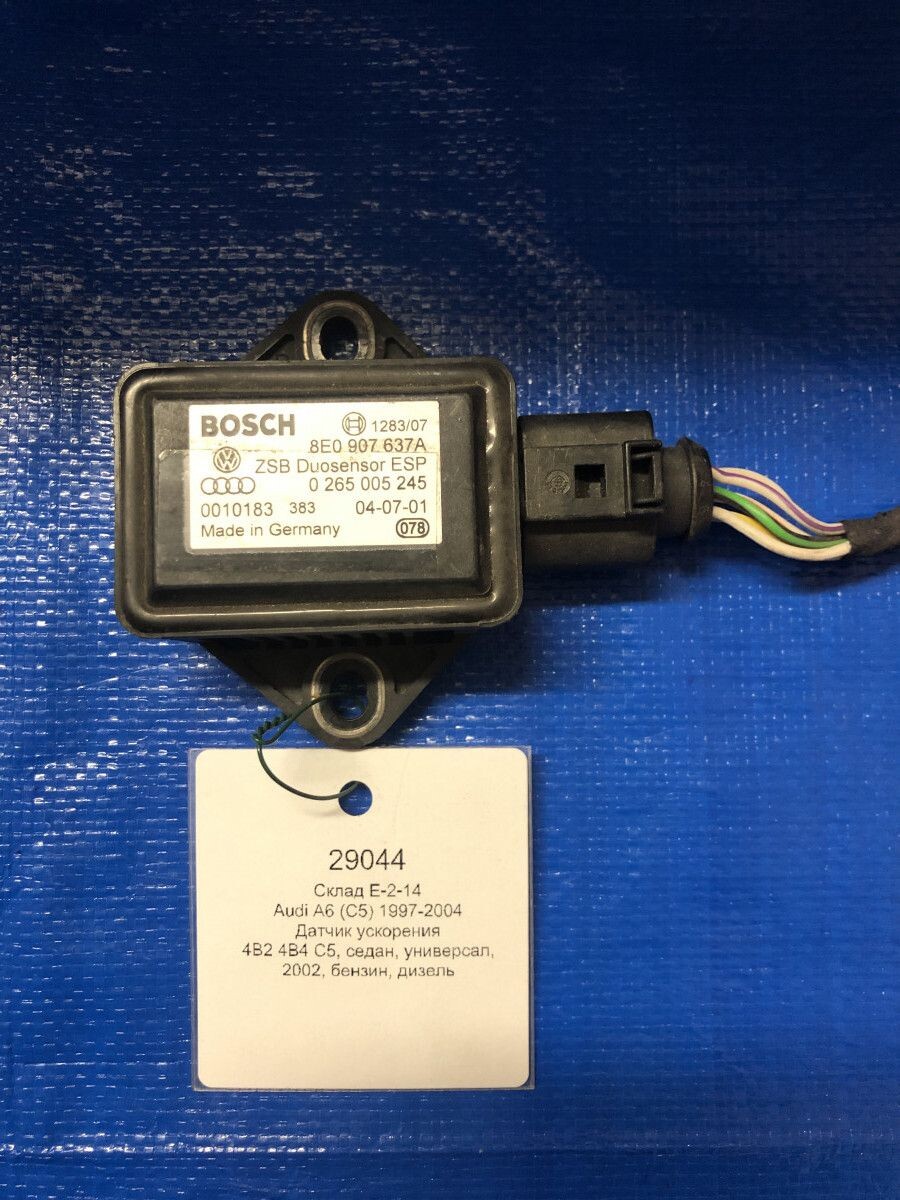 BOSCH 1283/07
8E0 907 637A
ZSB Duosensor ESP
0 265 005 245
0010183 383 04-07-01
Made in Germany 078
29044
Склад E-2-14
Audi A6 (C5) 1997-2004
Датчик ускорения
4B2 4B4 C5, седан, универсал,
2002, бензин, дизель